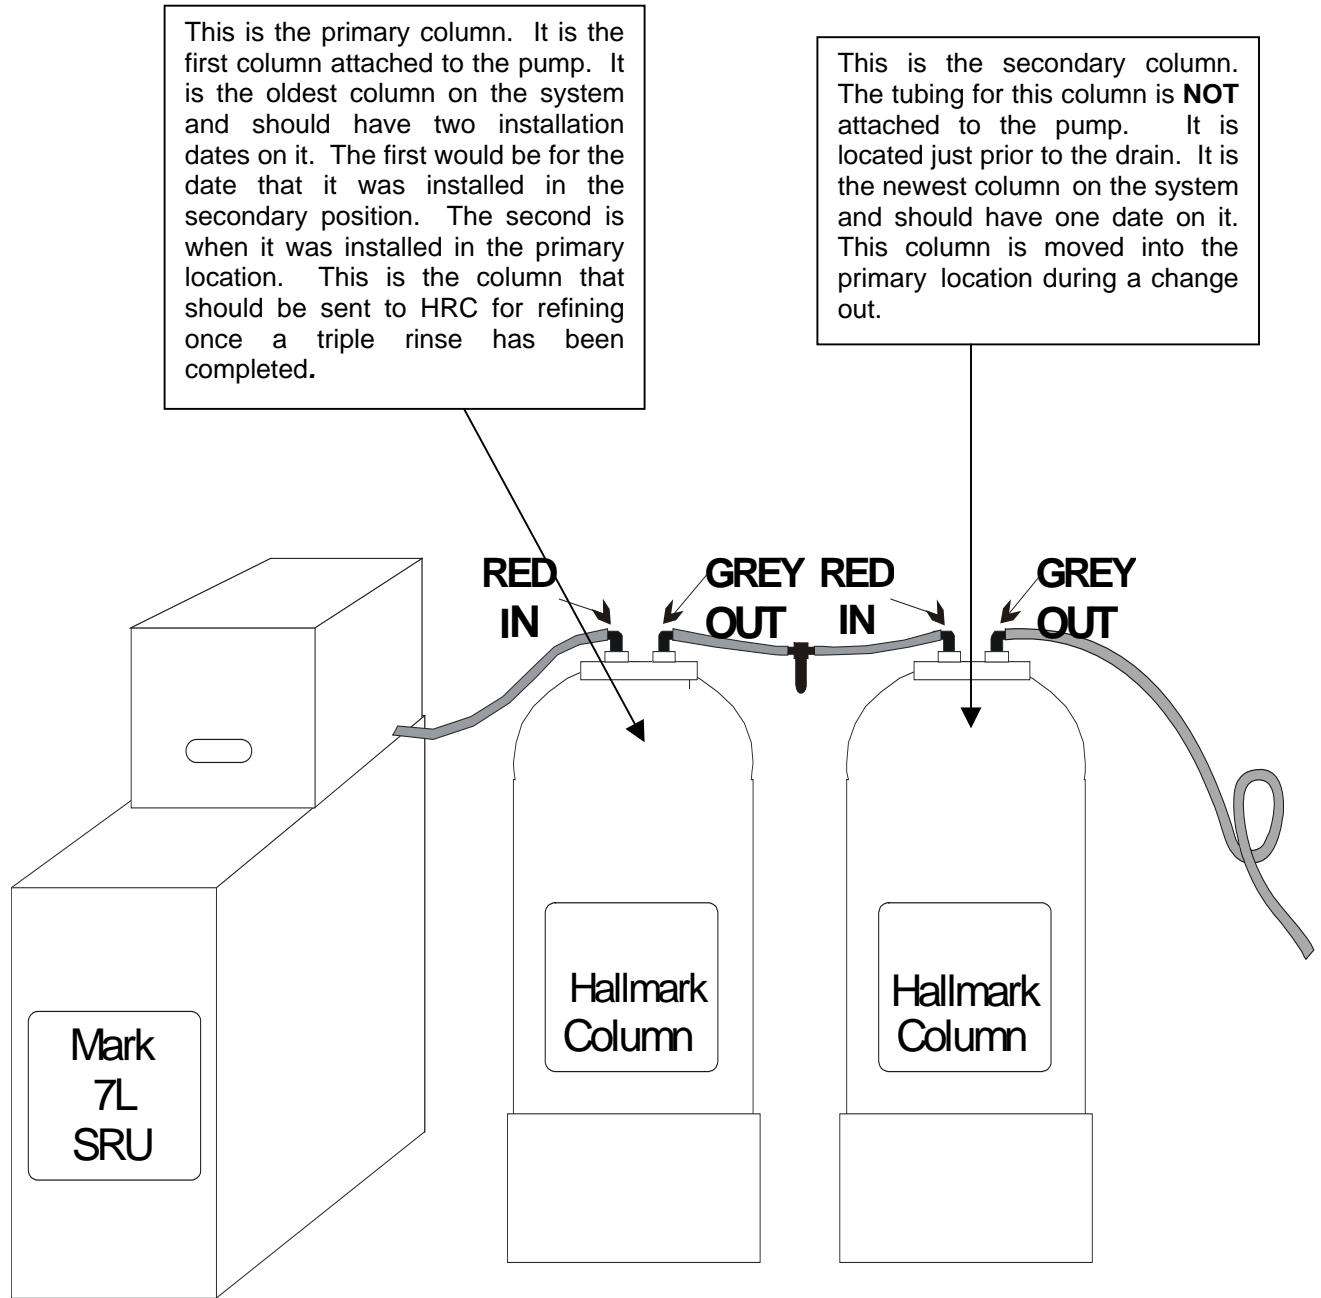 This is the primary column. It is the
first column attached to the pump. It
is the oldest column on the system
and should have two installation
dates on it. The first would be for the
date that it was installed in the
secondary position. The second is
when it was installed in the primary
location. This is the column that
should be sent to HRC for refining
once a triple rinse has been
completed.
This is the secondary column.
The tubing for this column is NOT
attached to the pump. It is
located just prior to the drain. It is
the newest column on the system
and should have one date on it.
This column is moved into the
primary location during a change
out.
RED
IN
GREY
OUT
RED
IN
GREY
OUT
Hallmark
Column
Hallmark
Column
Mark
7L
SRU